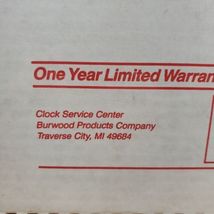 One Year Limited Warran
Clock Service Center
Burwood Products Company
Traverse City, MI 49684